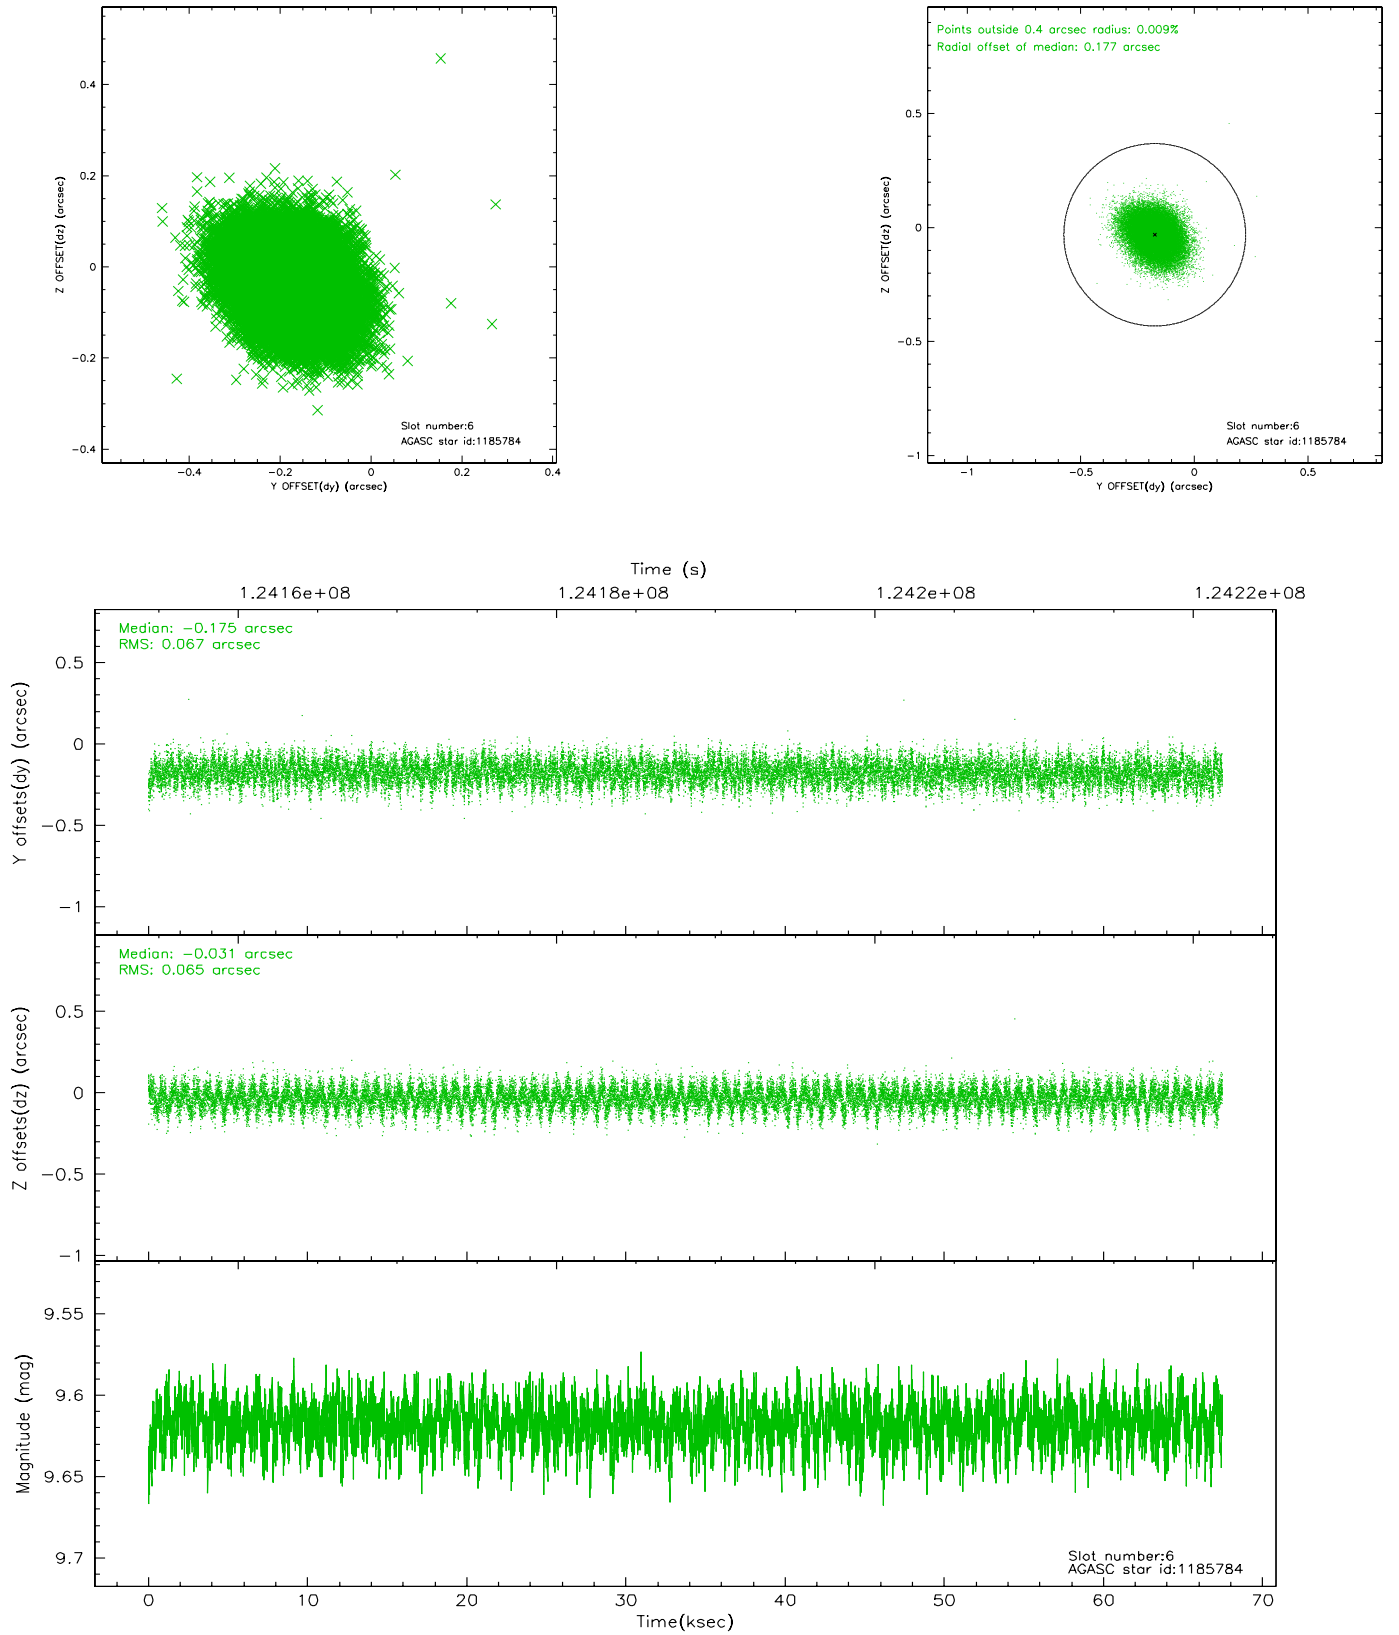 0.4
0.2
0
−0.2
−0.4
Z OFFSET(dz) (arcsec)
−0.4
−0.2
0
0.2
0.4
Y OFFSET(dy) (arcsec)
Slot number:6
AGASC star id:1185784
Points outside 0.4 arcsec radius: 0.009%
Radial offset of median: 0.177 arcsec
0.5
0
−0.5
−1
Z OFFSET(dz) (arcsec)
−1
−0.5
0
0.5
Y OFFSET(dy) (arcsec)
Slot number:6
AGASC star id:1185784
Time (s)
1.2416e+08
1.2418e+08
1.242e+08
1.2422e+08
Median: −0.175 arcsec
RMS: 0.067 arcsec
0.5
0
−0.5
−1
Y offsets(dy) (arcsec)
Median: −0.031 arcsec
RMS: 0.065 arcsec
0.5
0
−0.5
−1
Z offsets(dz) (arcsec)
9.55
9.6
9.65
9.7
Magnitude (mag)
Slot number:6
AGASC star id:1185784
0
10
20
30
40
50
60
70
Time(ksec)